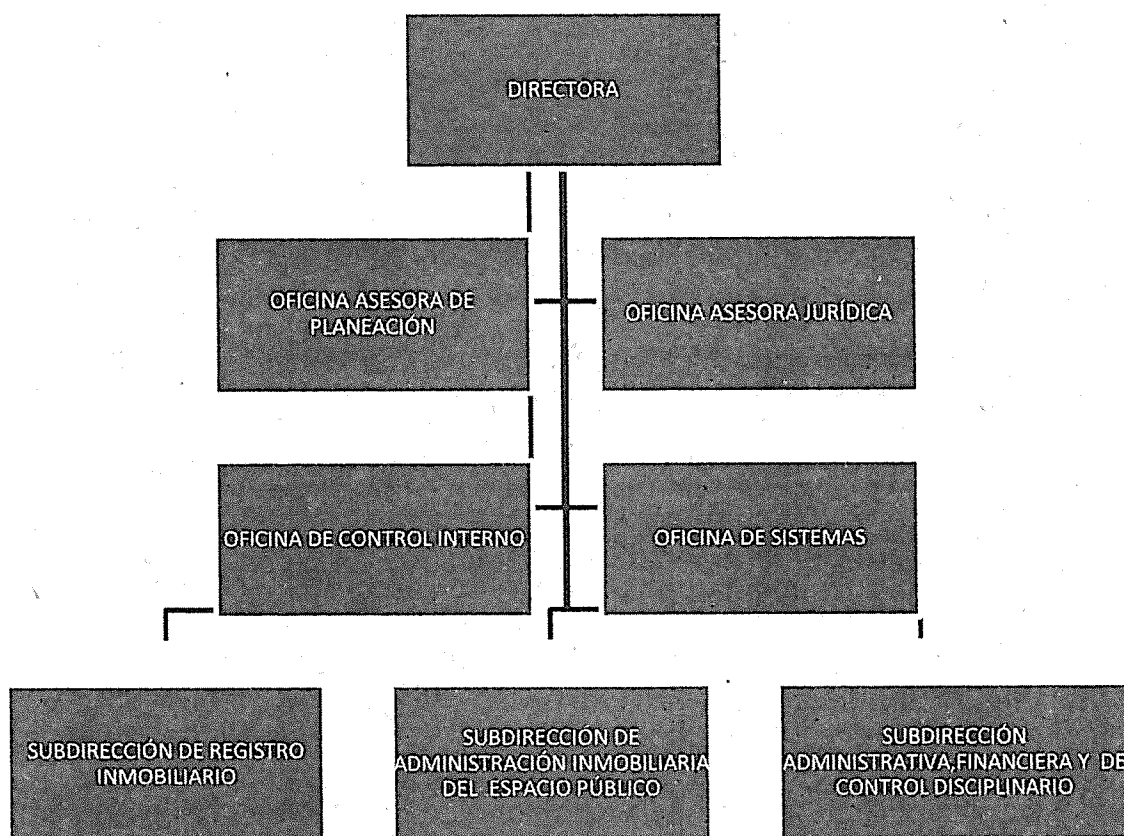 DIRECTORA
OFICINA ASESORA DE
PLANEACIÓN
OFICINA ASESORA JURÍDICA
OFICINA DE CONTROL INTERNO
OFICINA DE SISTEMAS
SUBDIRECCIÓN DE REGISTRO
INMOBILIARIO
SUBDIRECCIÓN DE
ADMINISTRACIÓN INMOBILIARIA
DEL ESPACIO PÚBLICO
SUBDIRECCIÓN
ADMINISTRATIVA,FINANCIERA Y DE
CONTROL DISCIPLINARIO